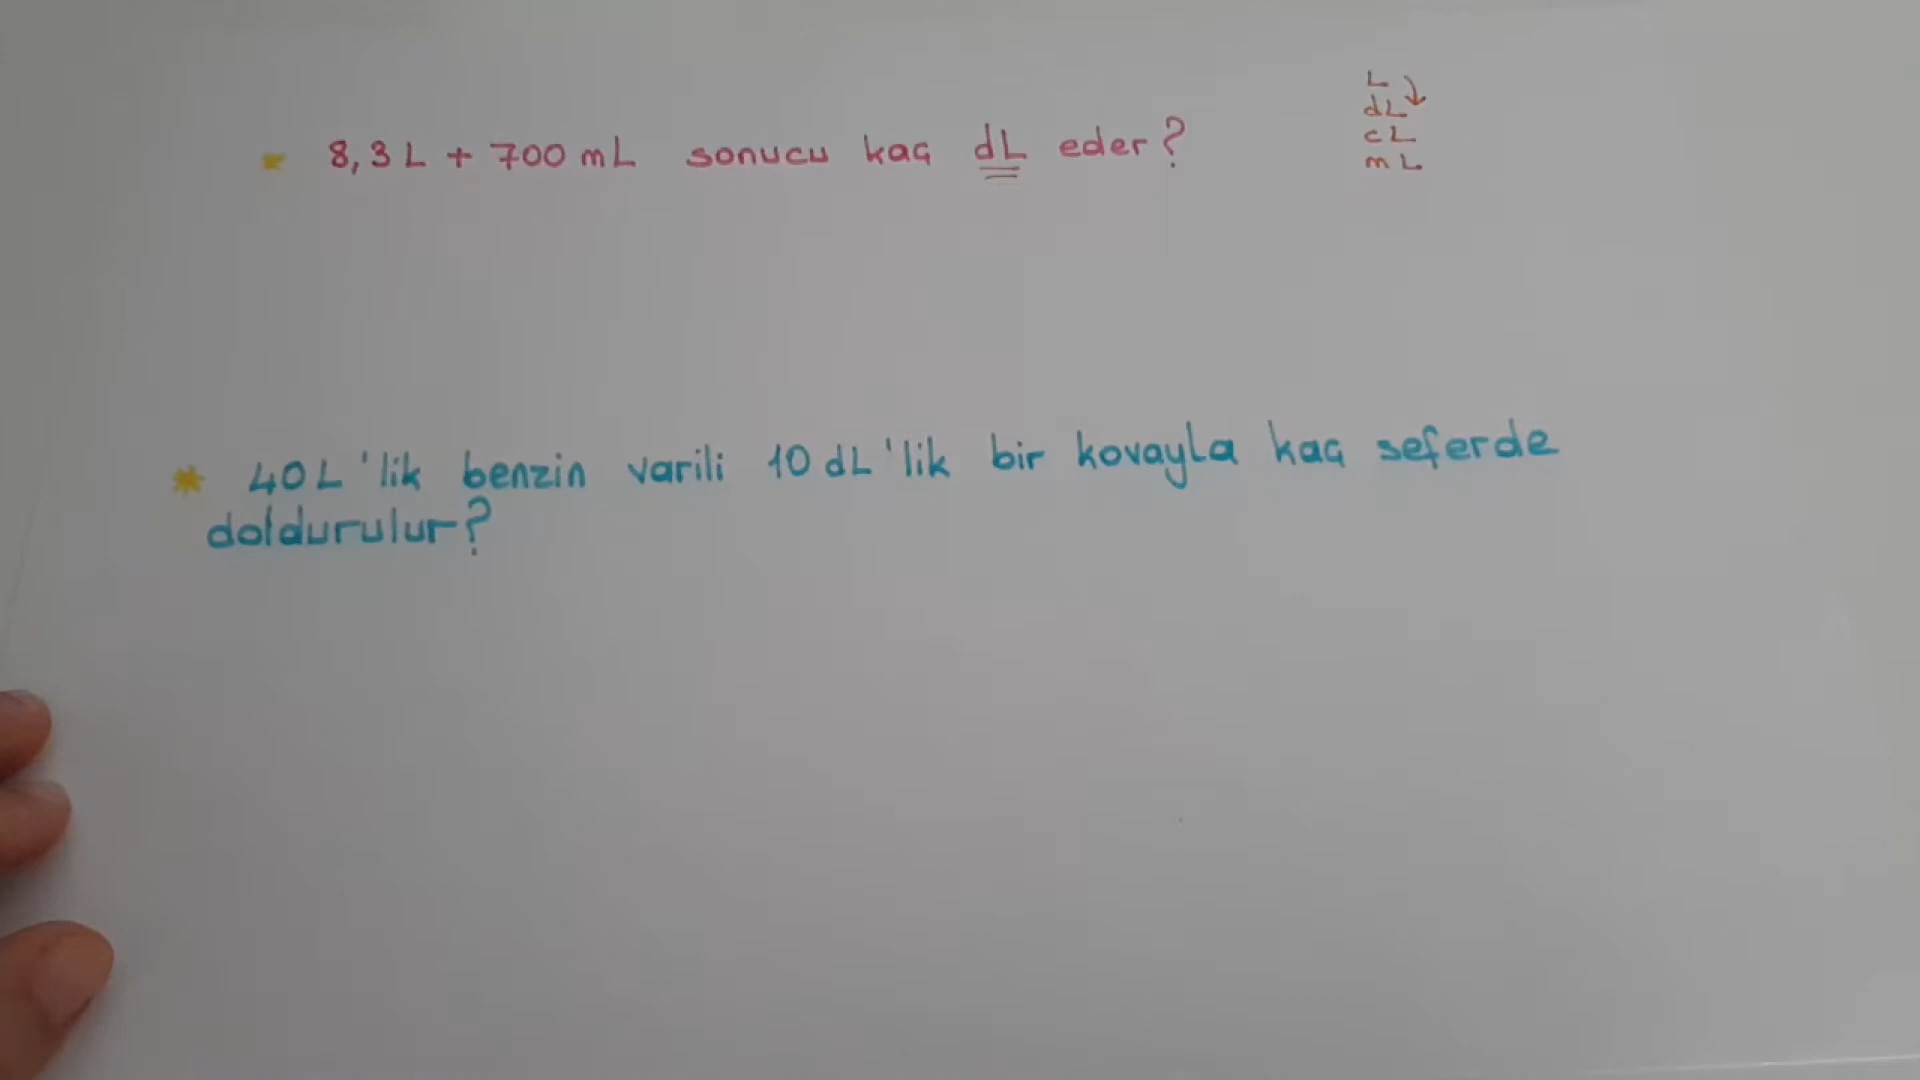 * 8,3 L + 700 mL sonucu kaç dL eder?
L
dL
cL
mL
* 40 L'lik benzin varili 10 dL'lik bir kovayla kaç seferde
doldurulur?